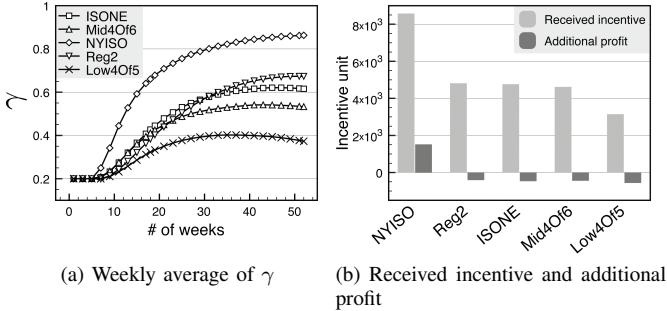 1
0.8
0.6
0.4
0.2
γ
ISONE
Mid4Of6
NYISO
Reg2
Low4Of5
0 10 20 30 40 50
# of weeks
(a) Weekly average of γ
8×10³
6×10³
4×10³
2×10³
0
Incentive unit
Received incentive
Additional profit
NYISO
Reg2
ISONE
Mid4Of6
Low4Of5
(b) Received incentive and additional
profit